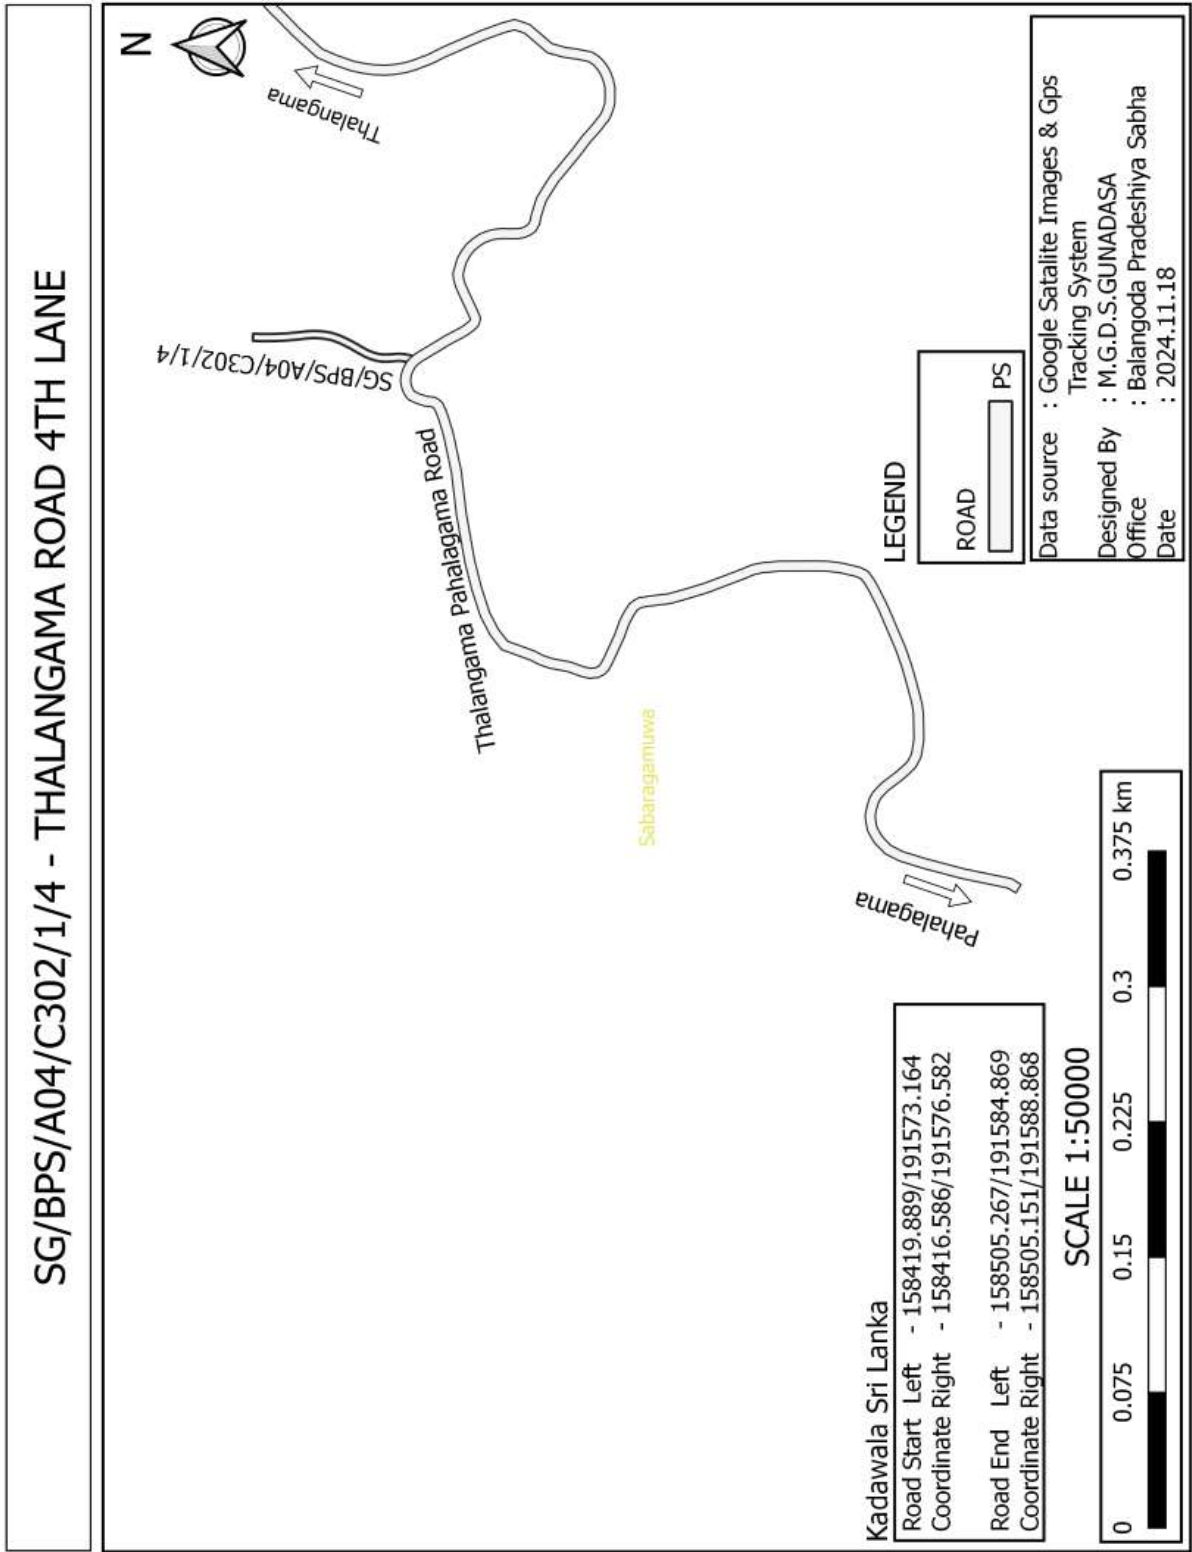 SG/BPS/A04/C302/1/4 - THALANGAMA ROAD 4TH LANE
N
Thalangama
SG/BPS/A04/C302/1/4
Thalangama Pahalagama Road
Sabaragamuwa
Pahalagama
Kadawala Sri Lanka
Road Start Left - 158419.889/191573.164
Coordinate Right - 158416.586/191576.582
Road End Left - 158505.267/191584.869
Coordinate Right - 158505.151/191588.868
SCALE 1:50000
0 0.075 0.15 0.225 0.3 0.375 km
LEGEND
ROAD
PS
Data source : Google Satalite Images & Gps
Tracking System
Designed By : M.G.D.S.GUNADASA
Office : Balangoda Pradeshiya Sabha
Date : 2024.11.18